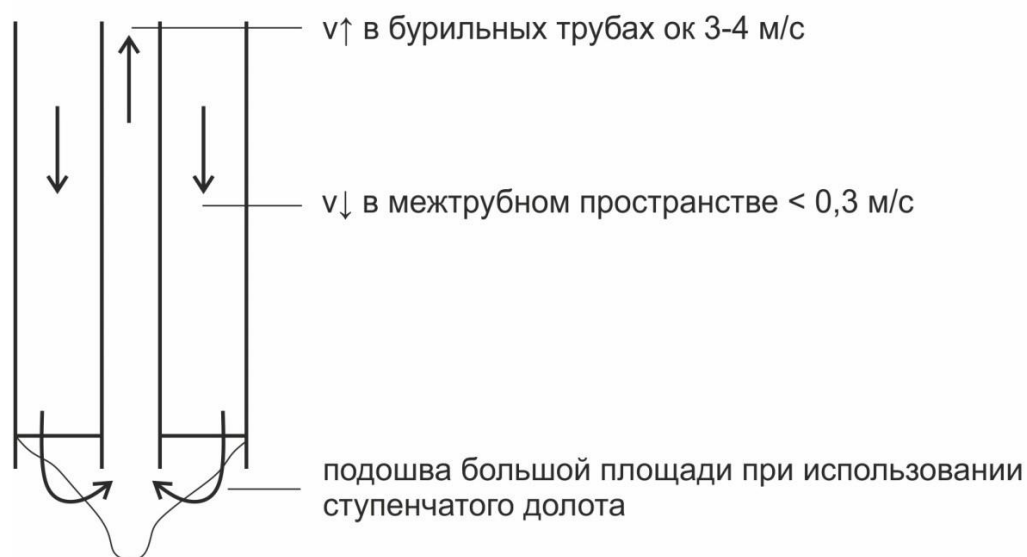 v↑ в бурильных трубах ок 3-4 м/с
v↓ в межтрубном пространстве < 0,3 м/с
подошва большой площади при использовании
ступенчатого долота